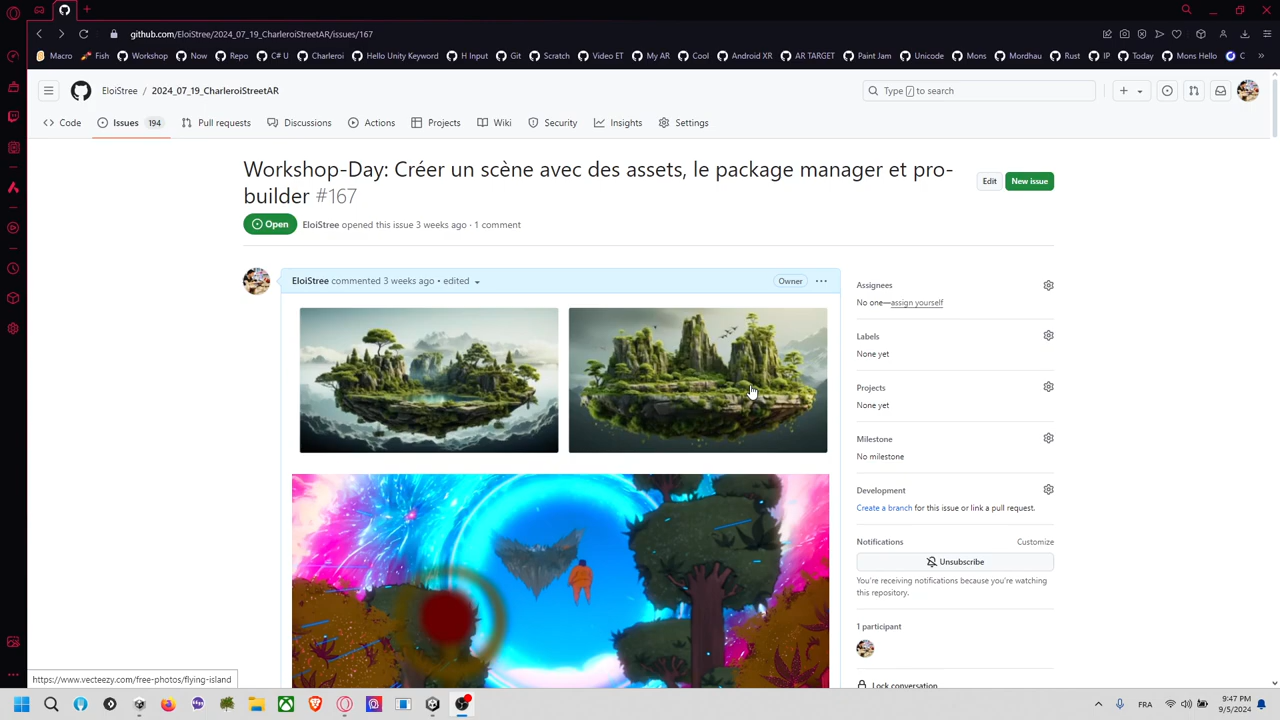 github.com/EloiStree/2024_07_19_CharleroiStreetAR/issues/167
Macro Fish Workshop Now Repo C# U Charleroi Hello Unity Keyword H Input Git Scratch Video ET My AR Cool Android XR AR TARGET Paint Jam Unicode Mons Mordhau Rust IP Today Mons Hello C
EloiStree / 2024_07_19_CharleroiStreetAR
Type / to search
Code Issues 194 Pull requests Discussions Actions Projects Wiki Security Insights Settings
Workshop-Day: Créer un scène avec des assets, le package manager et pro-
builder #167
Edit New issue
Open EloiStree opened this issue 3 weeks ago · 1 comment
EloiStree commented 3 weeks ago • edited
Owner
Assignees
No one—assign yourself
Labels
None yet
Projects
None yet
Milestone
No milestone
Development
Create a branch for this issue or link a pull request.
Notifications Customize
Unsubscribe
You're receiving notifications because you're watching
this repository.
1 participant
Lock conversation
https://www.vecteezy.com/free-photos/flying-island
FRA
9:47 PM
9/5/2024